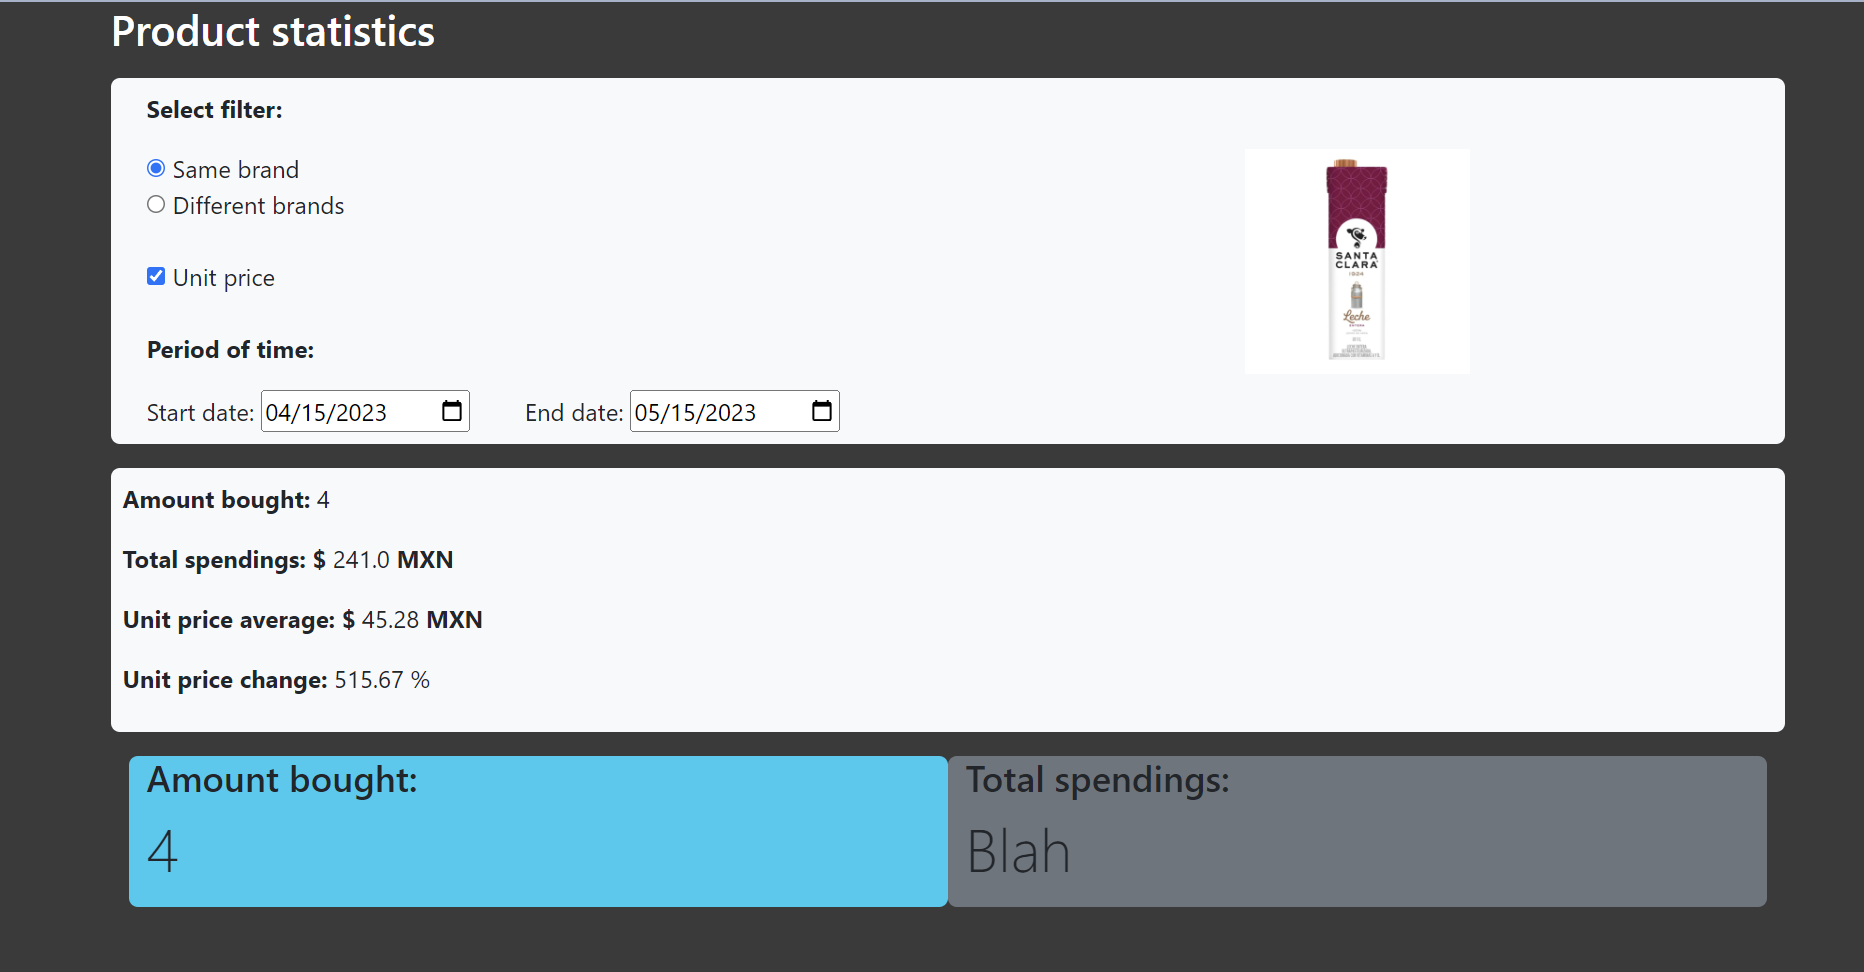 Product statistics
Select filter:
Same brand
Different brands
Unit price
Period of time:
Start date: 04/15/2023 End date: 05/15/2023
SANTA
CLARA
1924
Leche
Amount bought: 4
Total spendings: $ 241.0 MXN
Unit price average: $ 45.28 MXN
Unit price change: 515.67 %
Amount bought:
4
Total spendings:
Blah